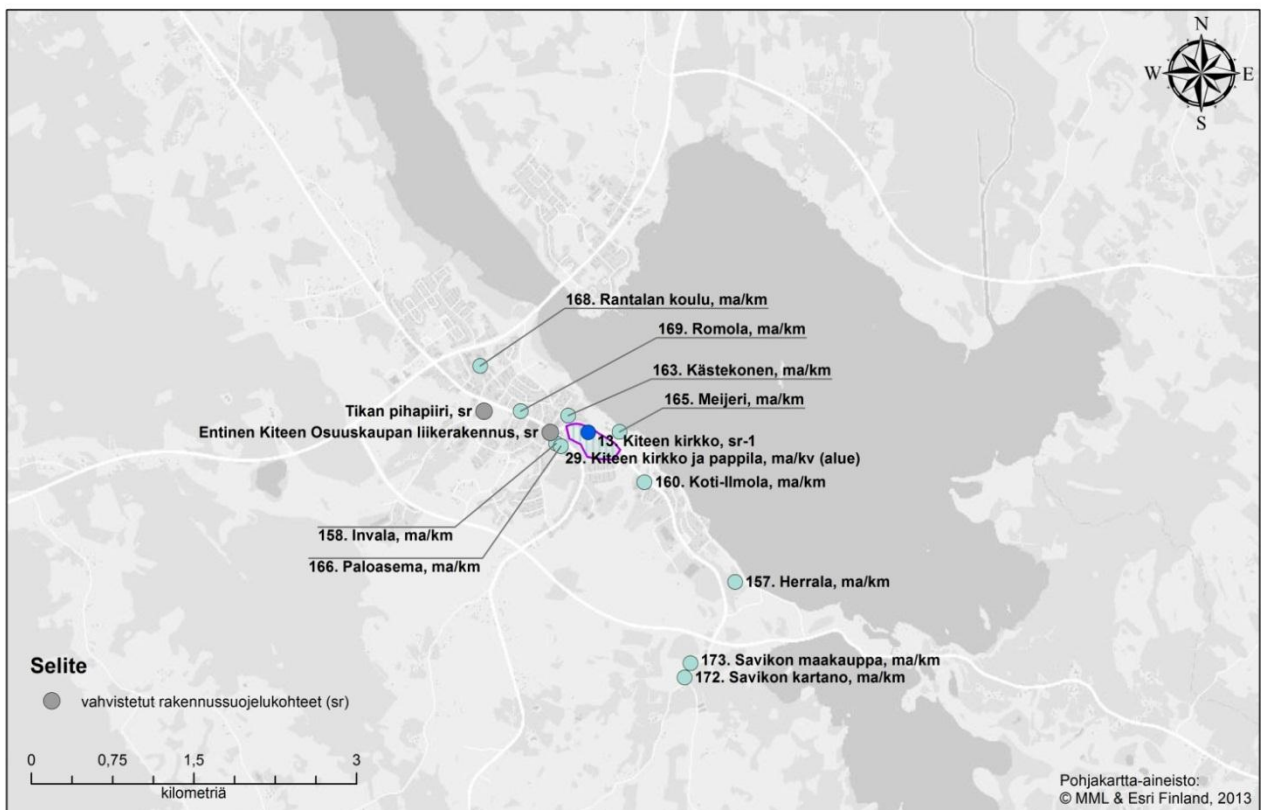 N
W
E
S
168. Rantalan koulu, ma/km
169. Romola, ma/km
163. Kästekonen, ma/km
165. Meijeri, ma/km
Tikan pihapiiri, sr
Entinen Kiteen Osuuskaupan liikerakennus, sr
13. Kiteen kirkko, sr-1
29. Kiteen kirkko ja pappila, ma/kv (alue)
160. Koti-Ilmola, ma/km
158. Invala, ma/km
166. Paloasema, ma/km
157. Herrala, ma/km
173. Savikon maakauppa, ma/km
172. Savikon kartano, ma/km
Selite
vahvistetut rakennussuojelukohteet (sr)
0 0,75 1,5 3
kilometriä
Pohjakartta-aineisto:
© MML & Esri Finland, 2013